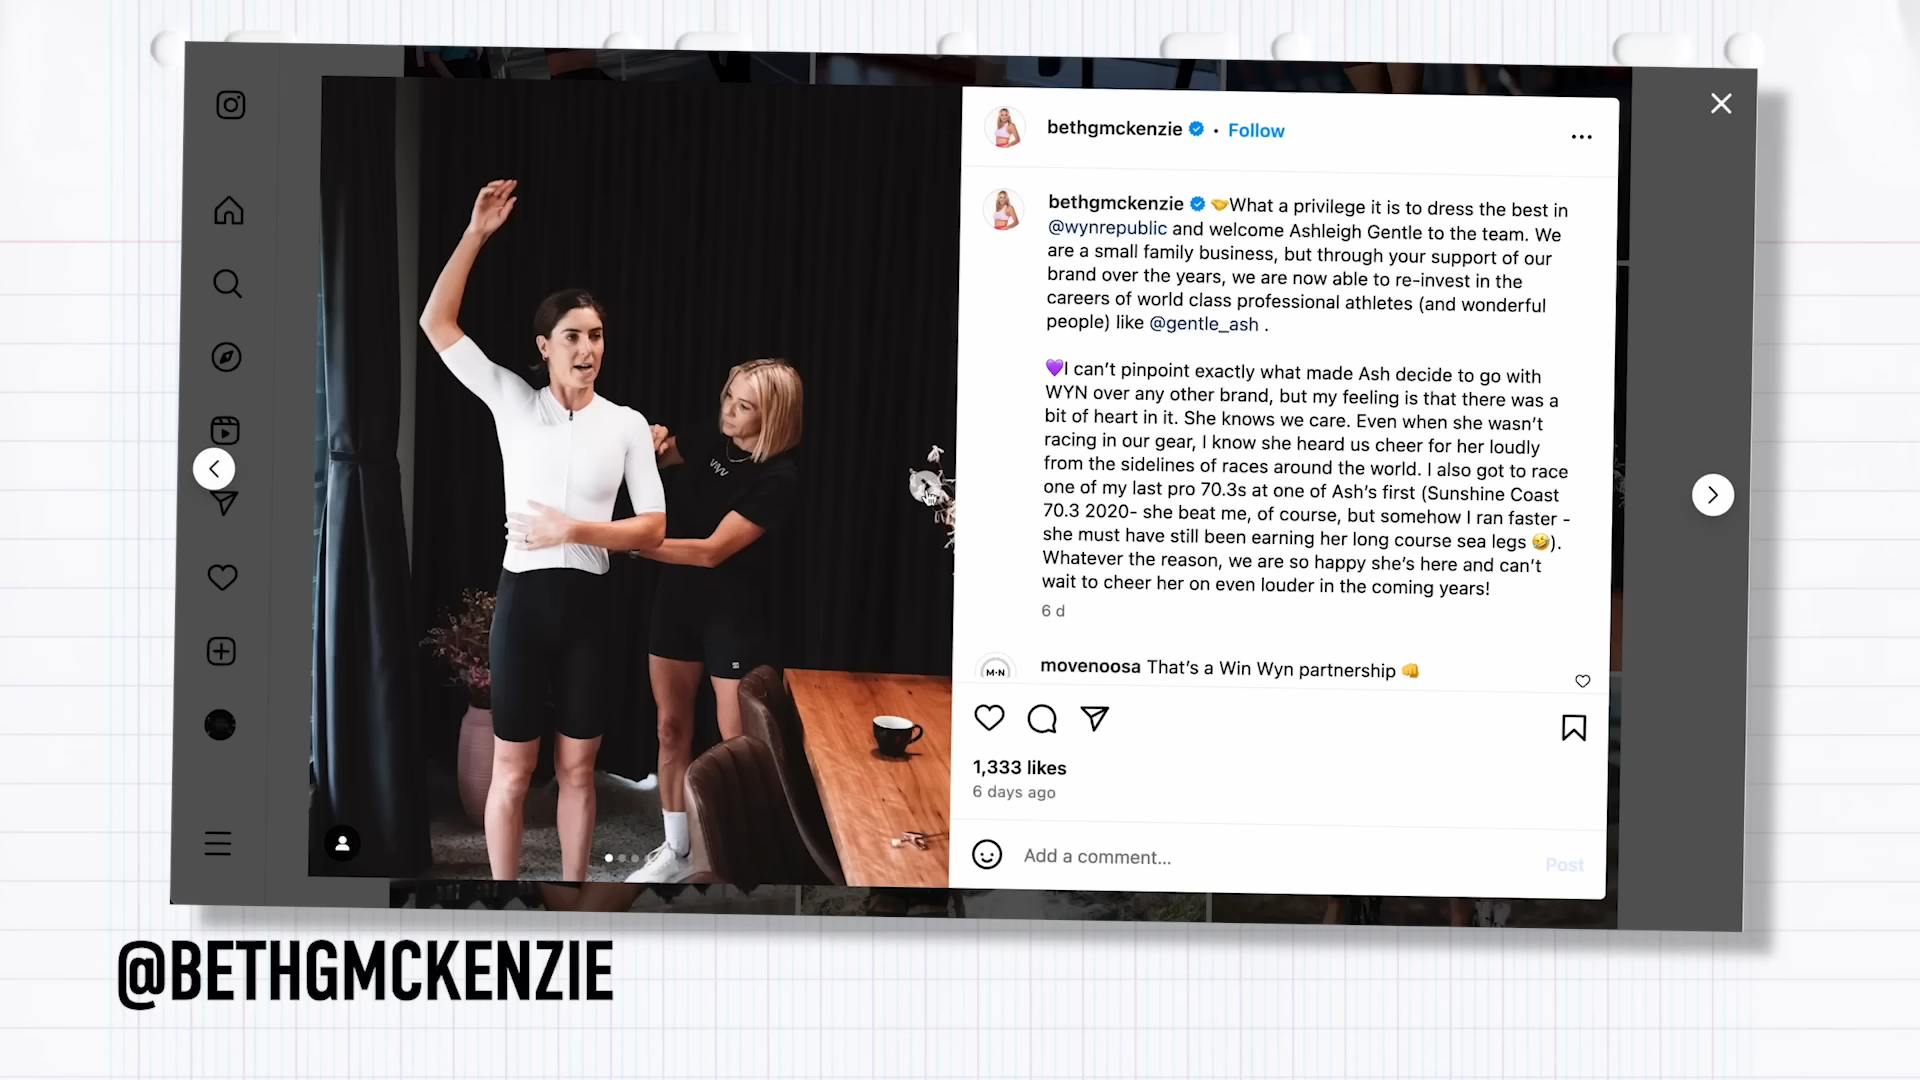 bethgmckenzie • Follow
bethgmckenzie 🤝What a privilege it is to dress the best in
@wynrepublic and welcome Ashleigh Gentle to the team. We
are a small family business, but through your support of our
brand over the years, we are now able to re-invest in the
careers of world class professional athletes (and wonderful
people) like @gentle_ash .
💜I can't pinpoint exactly what made Ash decide to go with
WYN over any other brand, but my feeling is that there was a
bit of heart in it. She knows we care. Even when she wasn't
racing in our gear, I know she heard us cheer for her loudly
from the sidelines of races around the world. I also got to race
one of my last pro 70.3s at one of Ash's first (Sunshine Coast
70.3 2020- she beat me, of course, but somehow I ran faster -
she must have still been earning her long course sea legs 🤣).
Whatever the reason, we are so happy she's here and can't
wait to cheer her on even louder in the coming years!
6 d
M•N
movenoosa That's a Win Wyn partnership 👊
1,333 likes
6 days ago
Add a comment...
Post
@BETHGMCKENZIE